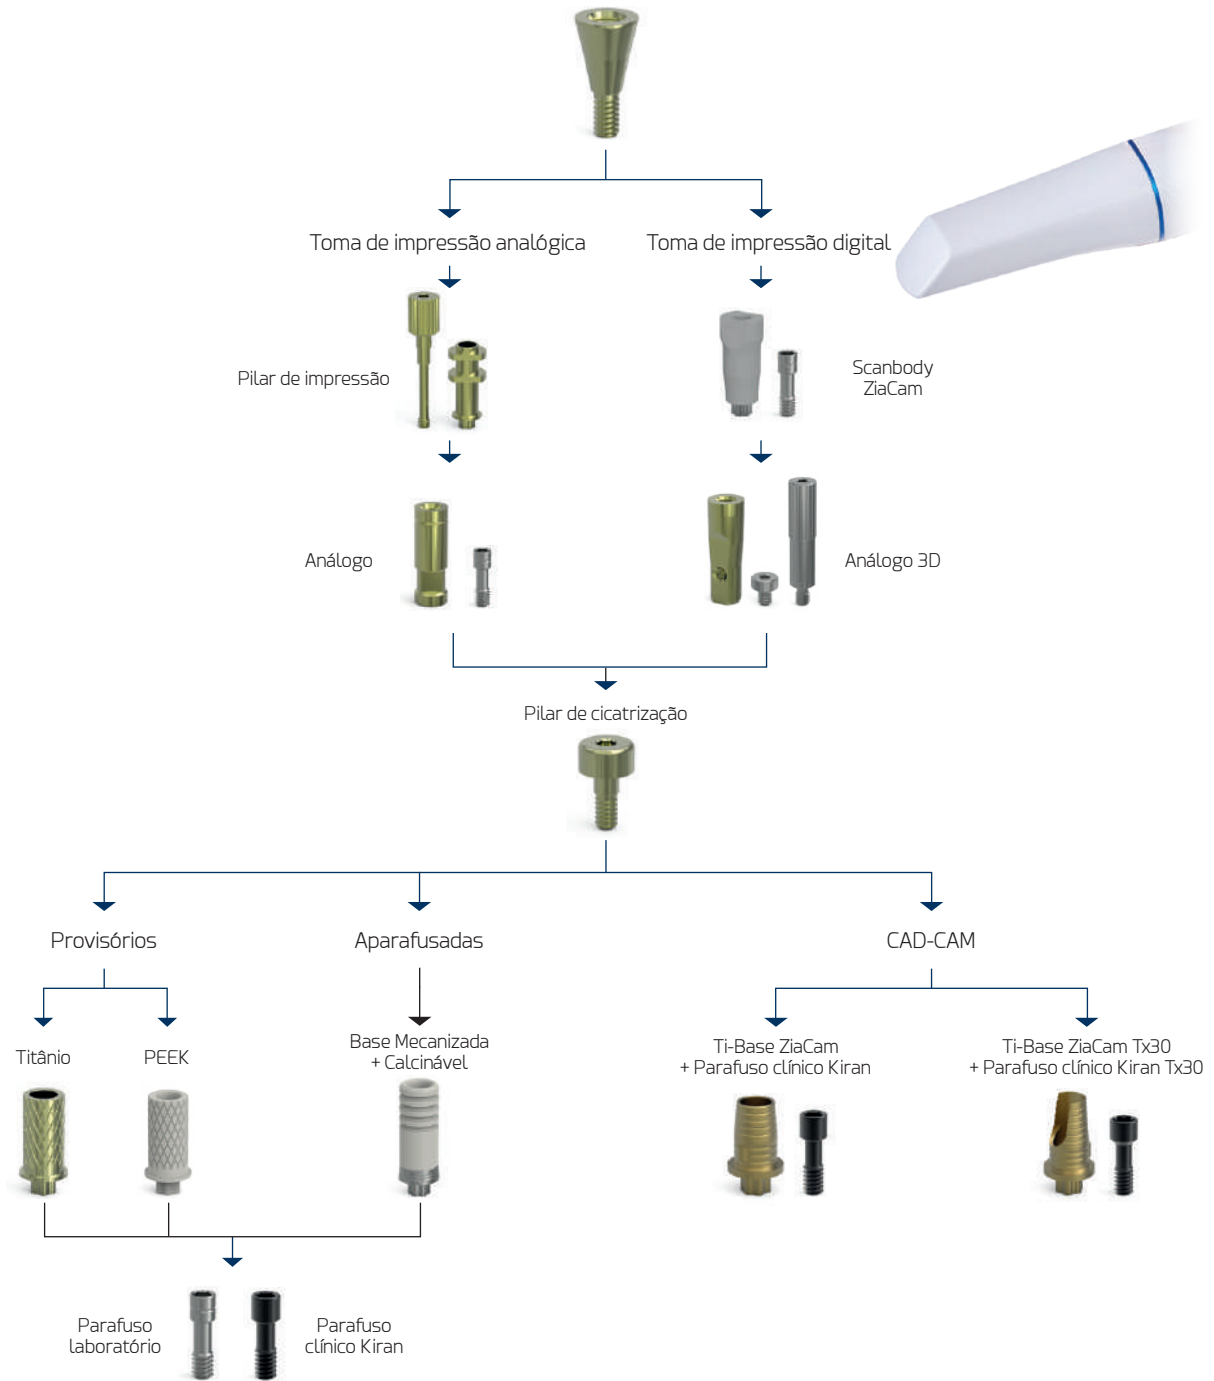 Toma de impressão analógica
Toma de impressão digital
Pilar de impressão
Scanbody
ZiaCam
Análogo
Análogo 3D
Pilar de cicatrização
Provisórios
Aparafusadas
CAD-CAM
Titânio
PEEK
Base Mecanizada
+ Calcinável
Ti-Base ZiaCam
+ Parafuso clínico Kiran
Ti-Base ZiaCam Tx30
+ Parafuso clínico Kiran Tx30
Parafuso
laboratório
Parafuso
clínico Kiran